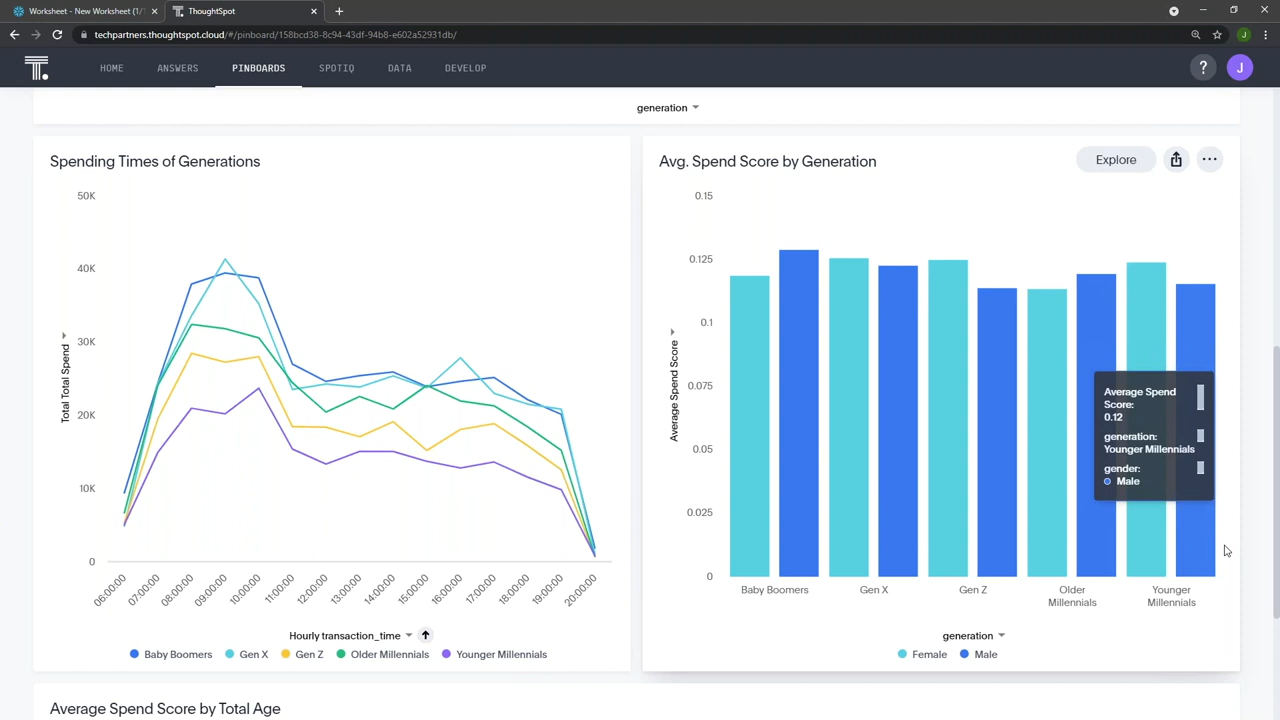 Worksheet - New Worksheet (1/
ThoughtSpot
techpartners.thoughtspot.cloud/#/pinboard/158bcd38-8c94-43df-94b8-e602a52931db/
J
T.
HOME
ANSWERS
PINBOARDS
SPOTIQ
DATA
DEVELOP
?
J
generation
Spending Times of Generations
50K
40K
30K
20K
10K
0
Total Total Spend
06:00:00
07:00:00
08:00:00
09:00:00
10:00:00
11:00:00
12:00:00
13:00:00
14:00:00
15:00:00
16:00:00
17:00:00
18:00:00
19:00:00
20:00:00
Hourly transaction_time
Baby Boomers
Gen X
Gen Z
Older Millennials
Younger Millennials
Avg. Spend Score by Generation
Explore
0.15
0.125
0.1
0.075
0.05
0.025
0
Average Spend Score
Average Spend
Score:
0.12
generation:
Younger Millennials
gender:
Male
Baby Boomers
Gen X
Gen Z
Older
Millennials
Younger
Millennials
generation
Female
Male
Average Spend Score by Total Age